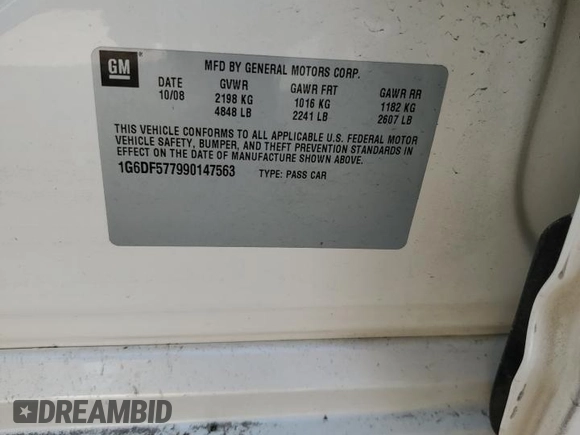 GM
MFD BY GENERAL MOTORS CORP.
DATE GVWR GAWR FRT GAWR RR
10/08 2198 KG 1016 KG 1182 KG
4848 LB 2241 LB 2607 LB
THIS VEHICLE CONFORMS TO ALL APPLICABLE U.S. FEDERAL MOTOR
VEHICLE SAFETY, BUMPER, AND THEFT PREVENTION STANDARDS IN
EFFECT ON THE DATE OF MANUFACTURE SHOWN ABOVE.
1G6DF577990147563 TYPE: PASS CAR
DREAMBID